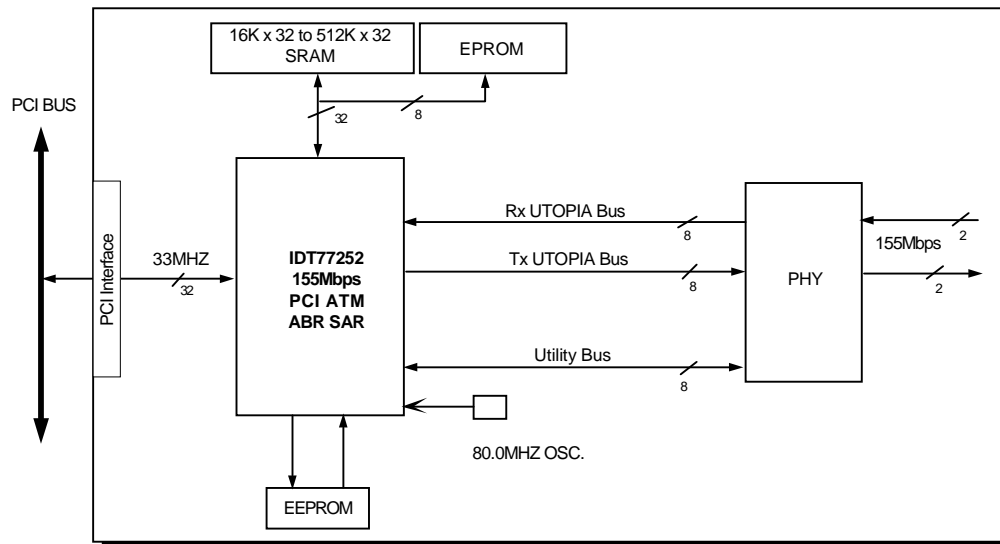 16K x 32 to 512K x 32
SRAM
EPROM
PCI BUS
32
8
Rx UTOPIA Bus
8
155Mbps
2
33MHZ
32
PCI Interface
IDT77252
155Mbps
PCI ATM
ABR SAR
Tx UTOPIA Bus
8
PHY
2
Utility Bus
8
80.0MHZ OSC.
EEPROM